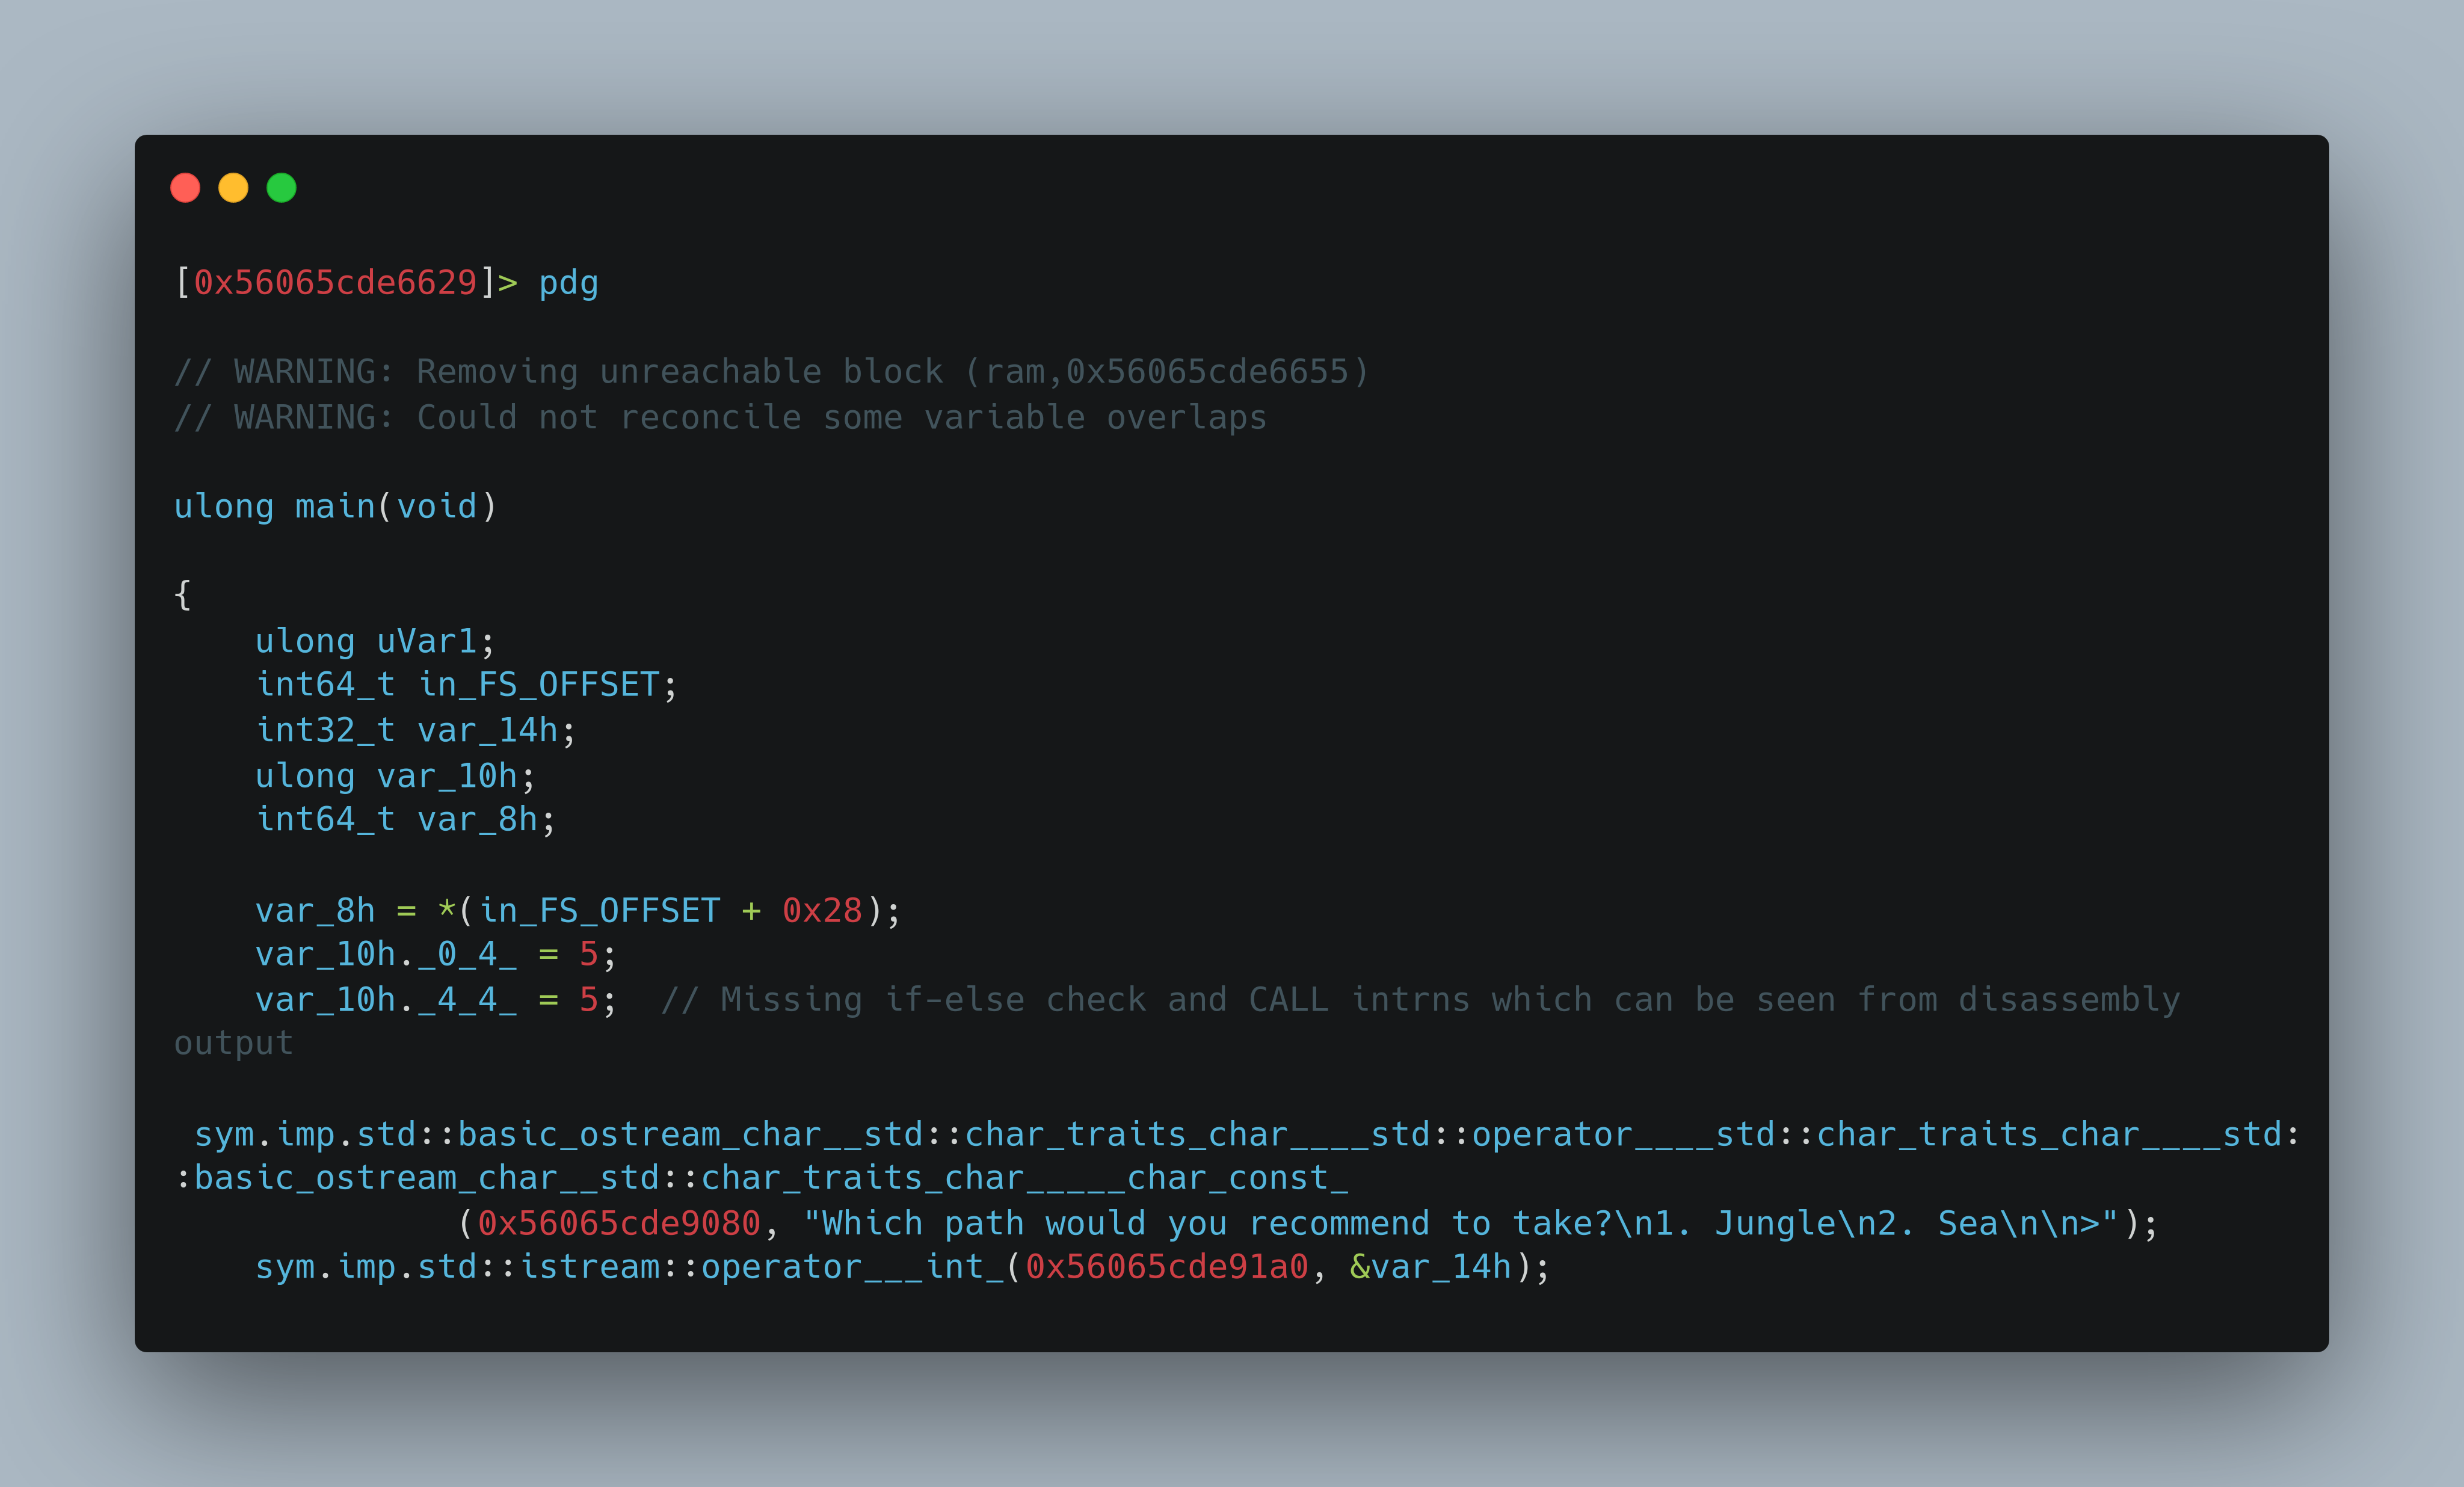 [0x56065cde6629]> pdg
// WARNING: Removing unreachable block (ram,0x56065cde6655)
// WARNING: Could not reconcile some variable overlaps
ulong main(void)
{
    ulong uVar1;
    int64_t in_FS_OFFSET;
    int32_t var_14h;
    ulong var_10h;
    int64_t var_8h;
    var_8h = *(in_FS_OFFSET + 0x28);
    var_10h._0_4_ = 5;
    var_10h._4_4_ = 5;  // Missing if-else check and CALL intrns which can be seen from disassembly
output
 sym.imp.std::basic_ostream_char__std::char_traits_char____std::operator____std::char_traits_char____std:
:basic_ostream_char__std::char_traits_char_____char_const_
              (0x56065cde9080, "Which path would you recommend to take?\n1. Jungle\n2. Sea\n\n>");
    sym.imp.std::istream::operator___int_(0x56065cde91a0, &var_14h);